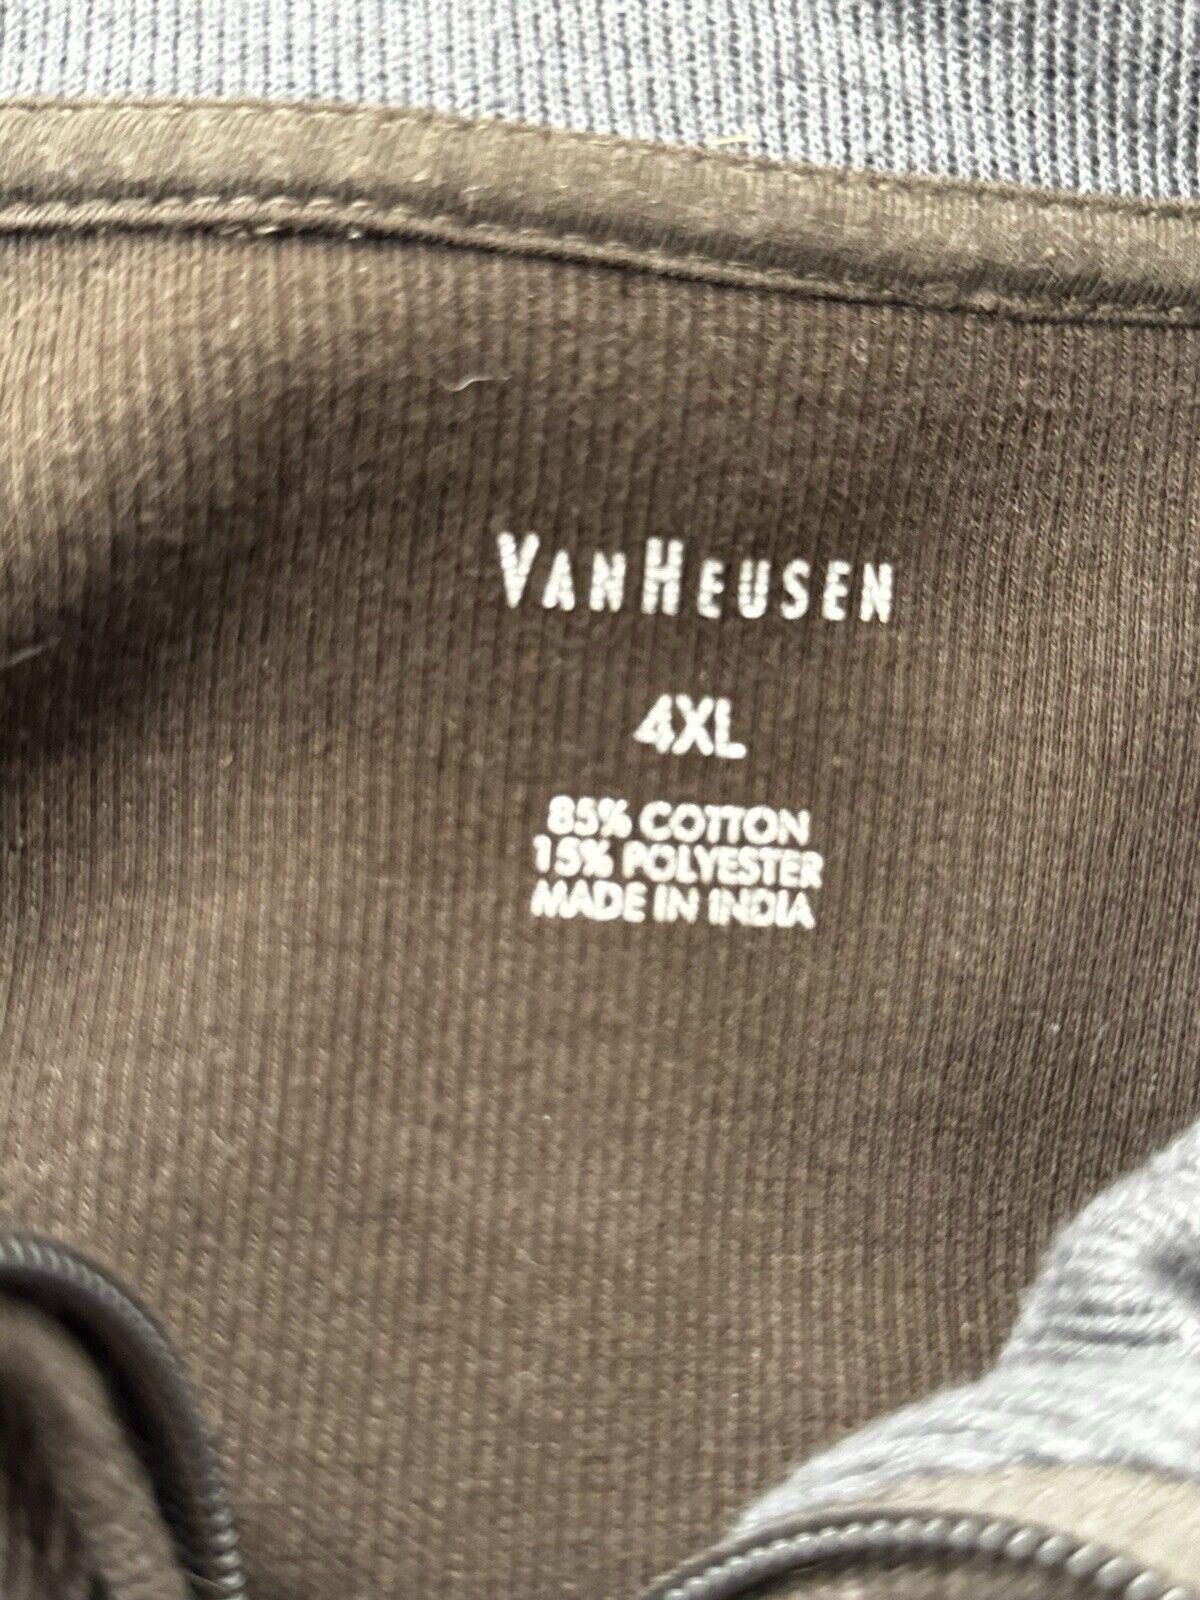 VANHEUSEN
4XL
85% COTTON
15% POLYESTER
MADE IN INDIA